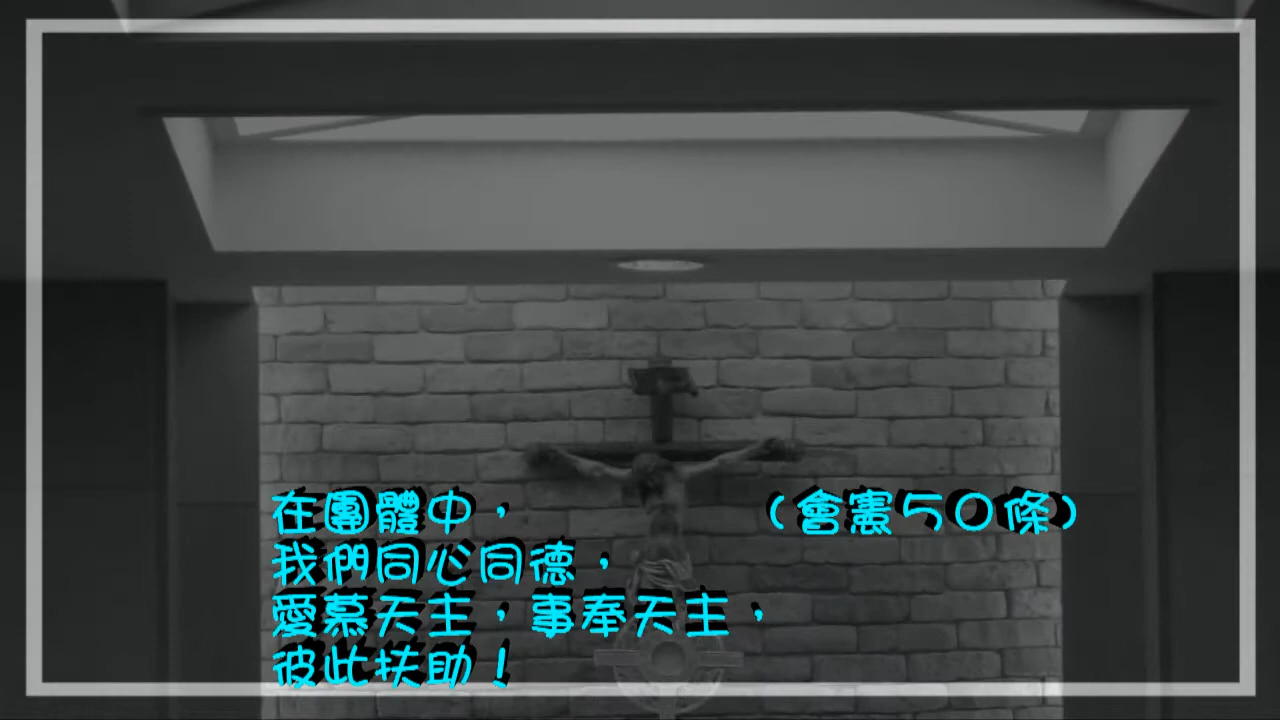 在團體中，（會憲５０條）
我們同心同德，
愛慕天主，事奉天主，
彼此扶助！